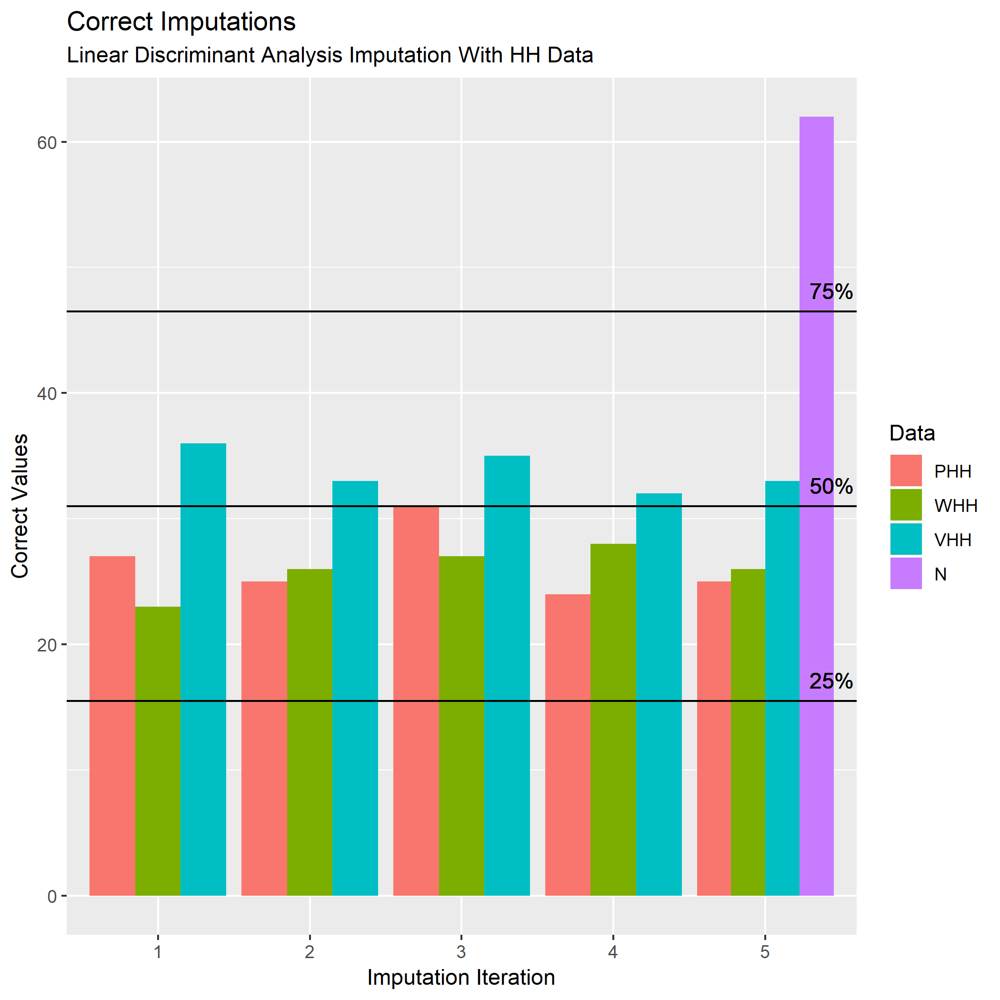 Correct Imputations
Linear Discriminant Analysis Imputation With HH Data
Correct Values
60
40
20
0
75%
50%
25%
1 2 3 4 5
Imputation Iteration
Data
PHH
WHH
VHH
N